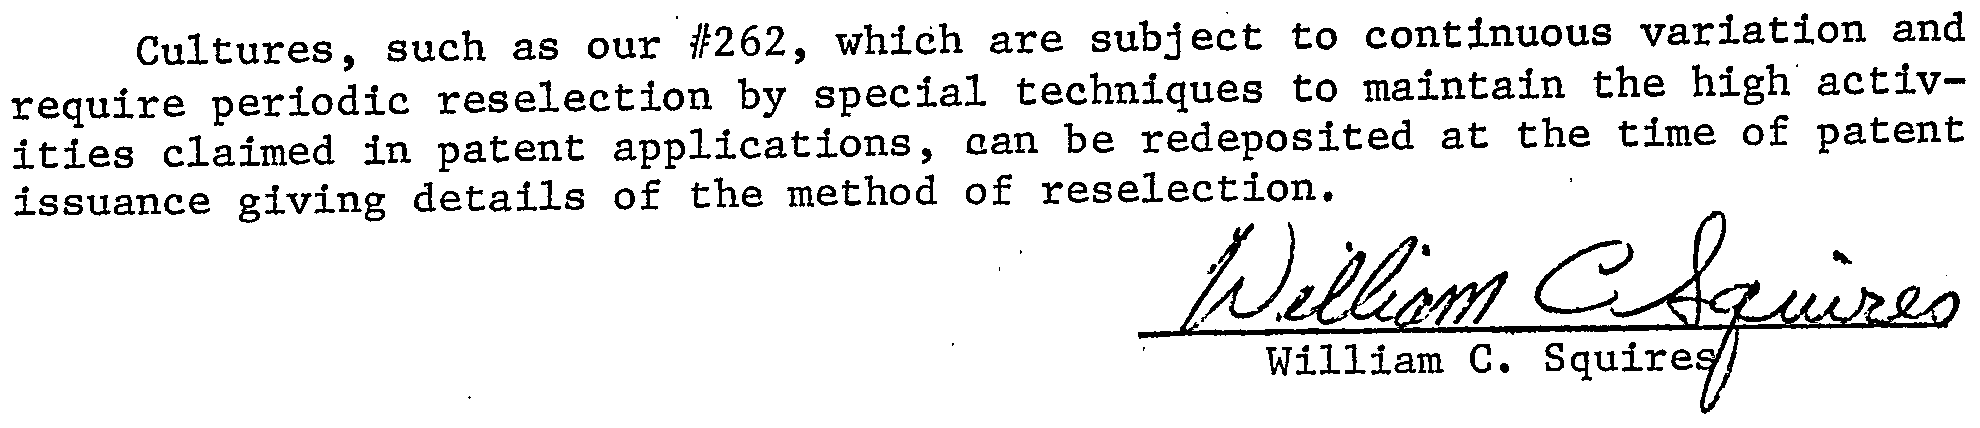 Cultures, such as our #262, which are subject to continuous variation and
require periodic reselection by special techniques to maintain the high activ-
ities claimed in patent applications, can be redeposited at the time of patent
issuance giving details of the method of reselection.
William C Squires
William C. Squires